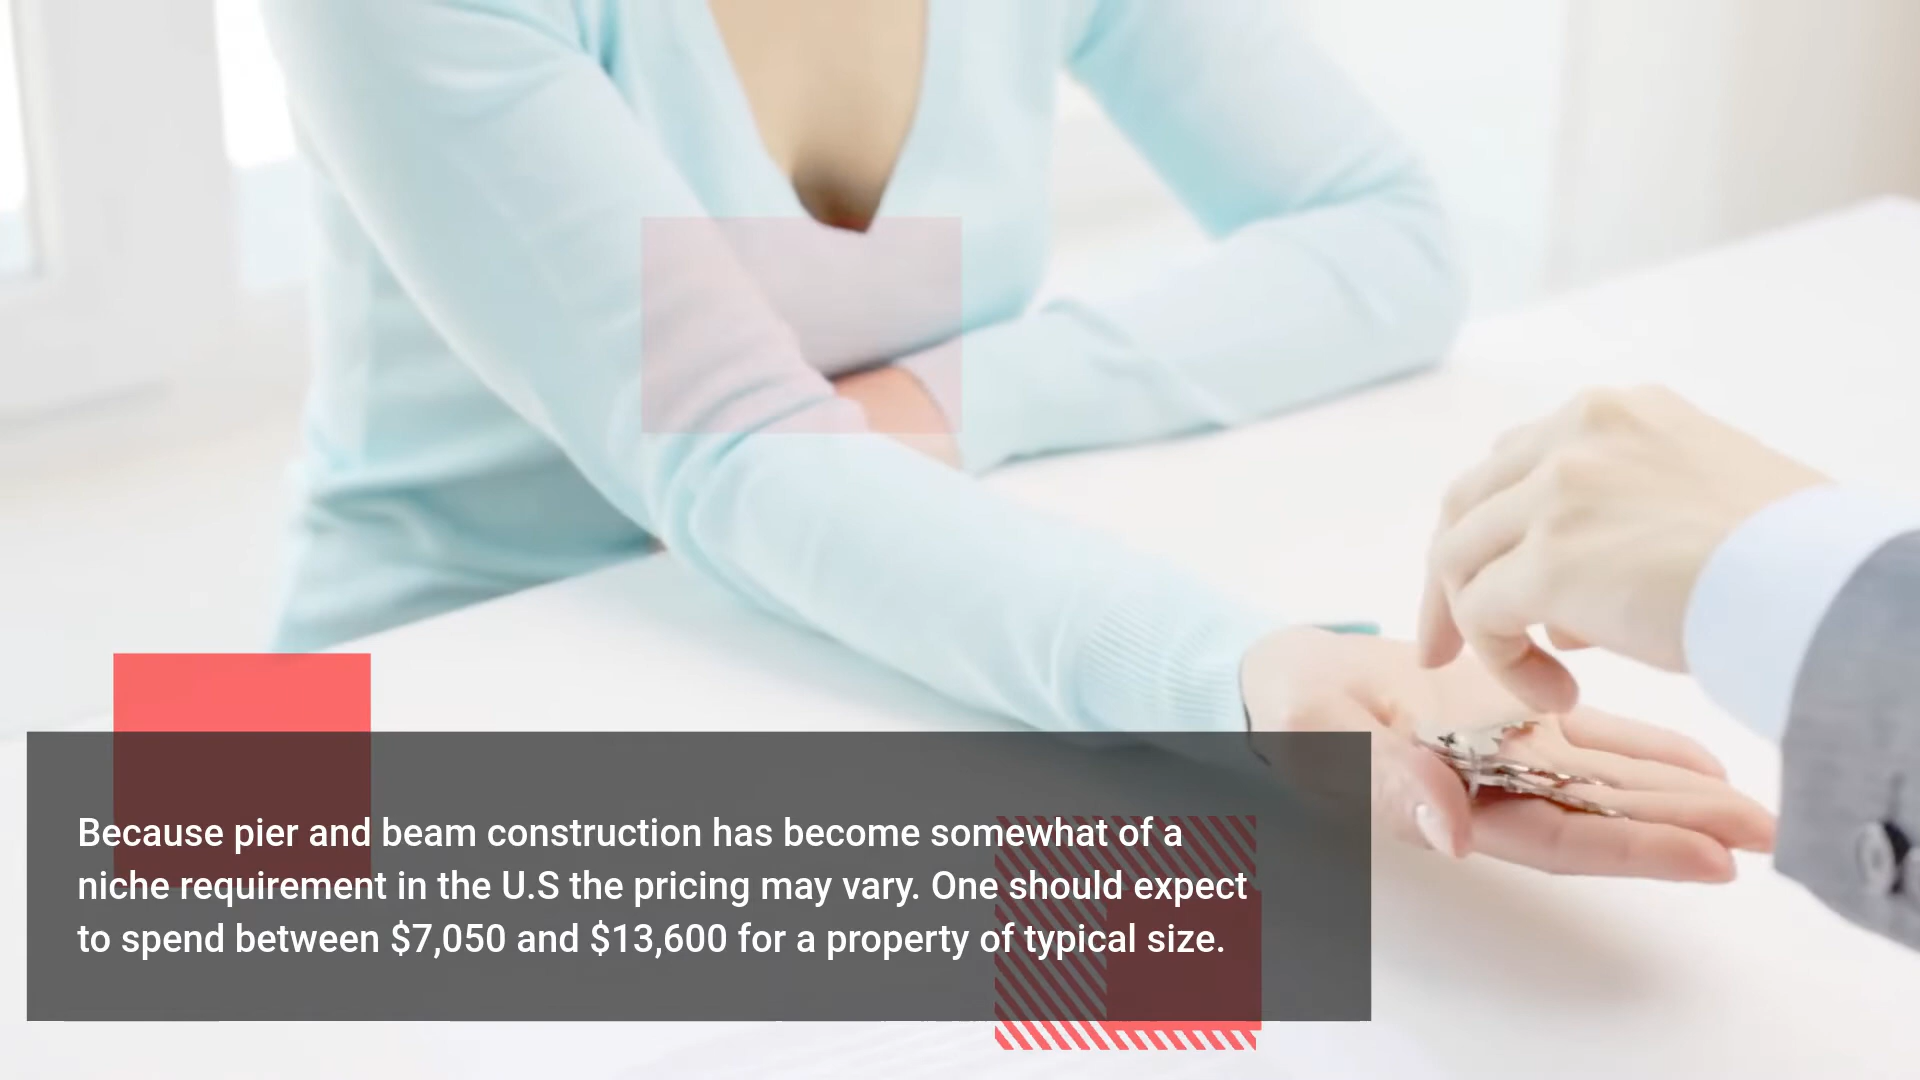 Because pier and beam construction has become somewhat of a
niche requirement in the U.S the pricing may vary. One should expect
to spend between $7,050 and $13,600 for a property of typical size.